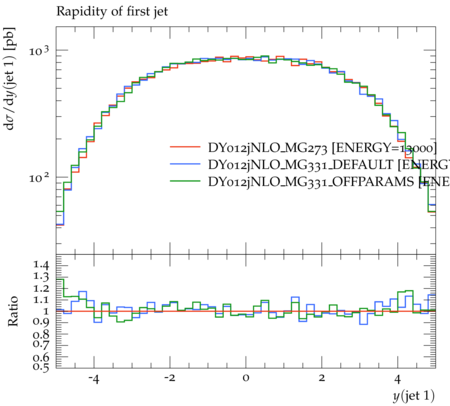 Rapidity of first jet
dσ/dy(jet 1) [pb]
10³
10²
DY012jNLO_MG273 [ENERGY=13000]
DY012jNLO_MG331_DEFAULT [ENERG
DY012jNLO_MG331_OFFPARAMS [ENE
Ratio
1.4
1.3
1.2
1.1
1
0.9
0.8
0.7
0.6
0.5
-4 -2 0 2 4
y(jet 1)